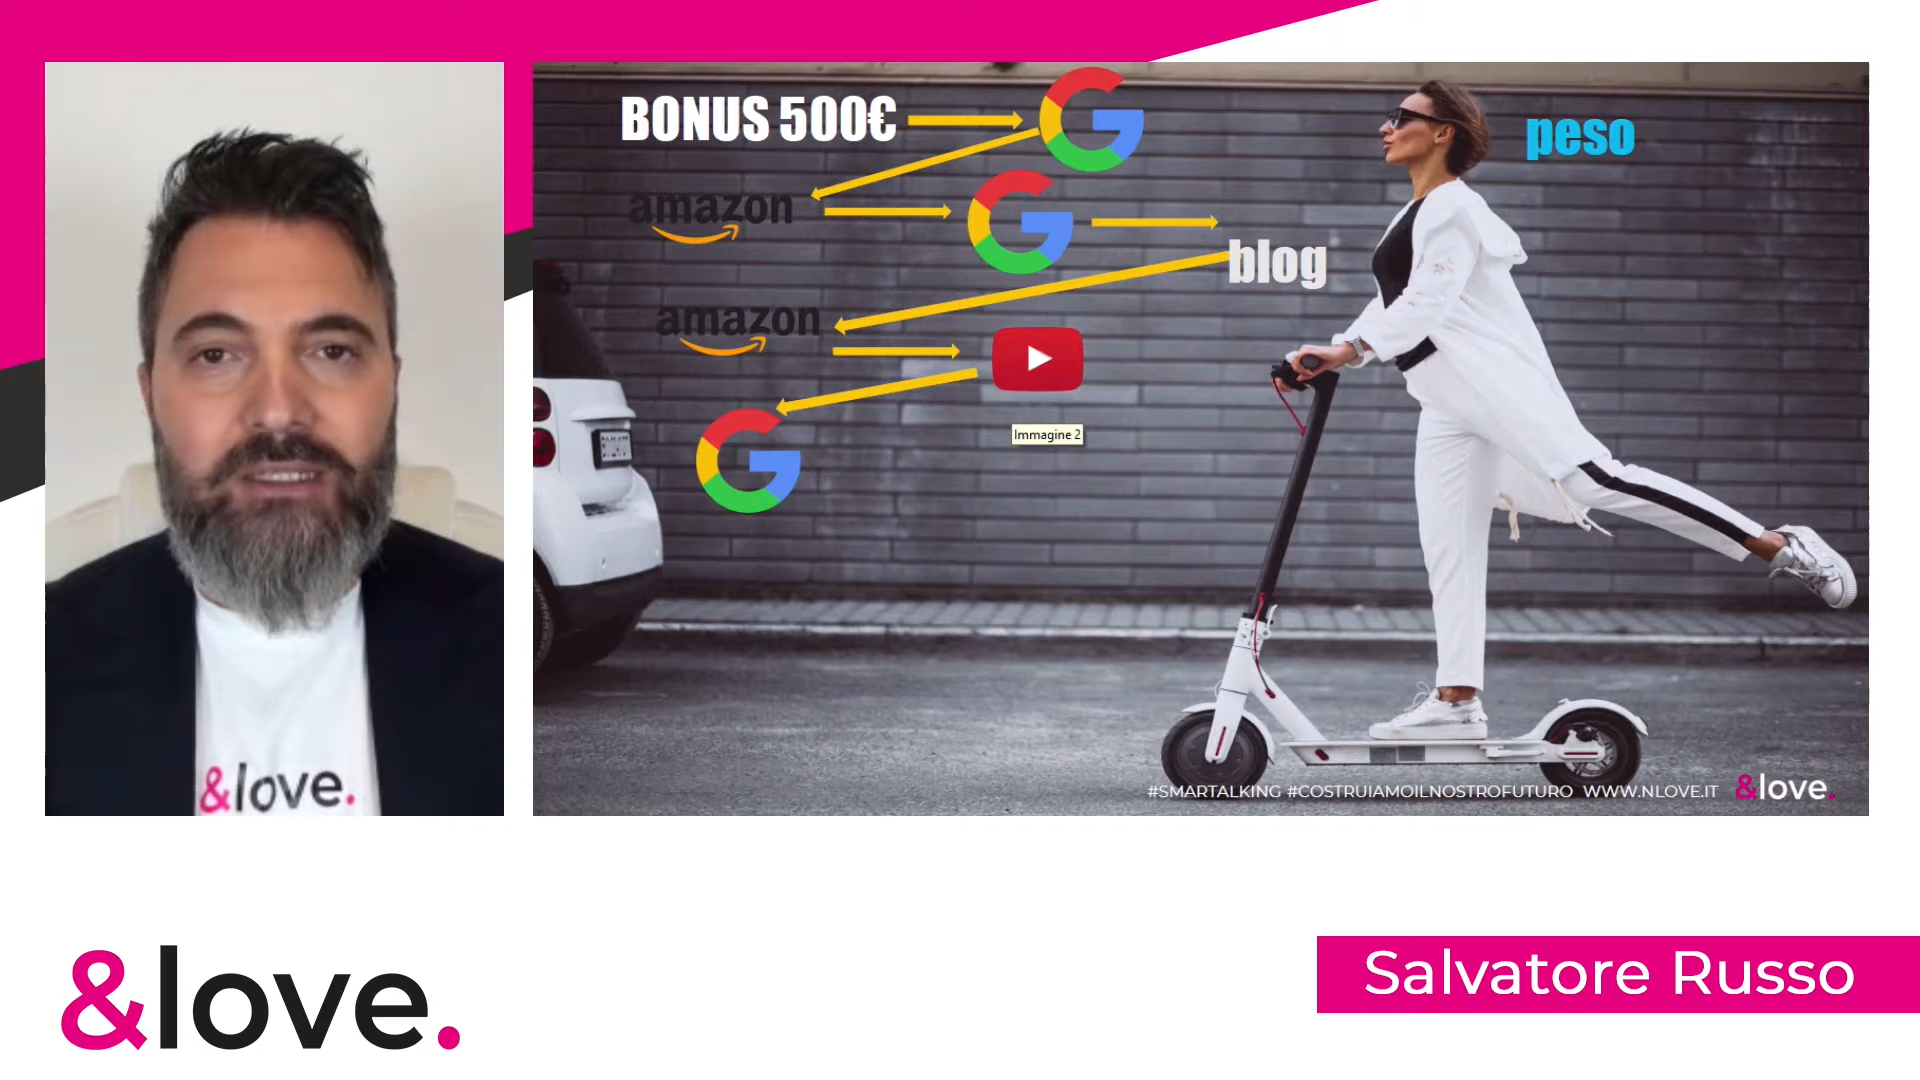 BONUS 500€
peso
amazon
blog
amazon
Immagine 2
#SMARTALKING #COSTRUIAMOILNOSTROFUTURO WWW.NLOVE.IT &love.
&love.
&love.
Salvatore Russo